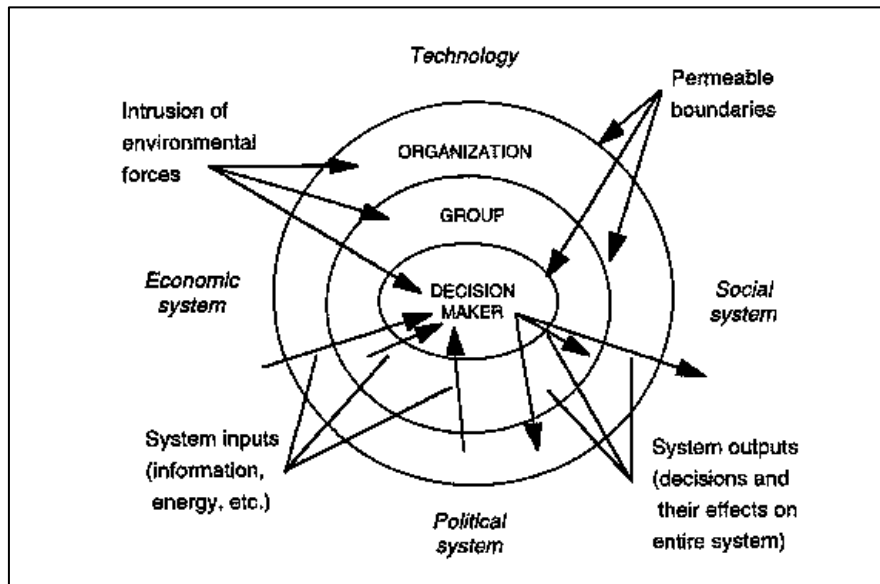 Technology
Intrusion of
environmental
forces
Permeable
boundaries
ORGANIZATION
GROUP
Economic
system
DECISION
MAKER
Social
system
System inputs
(information,
energy, etc.)
Political
system
System outputs
(decisions and
their effects on
entire system)